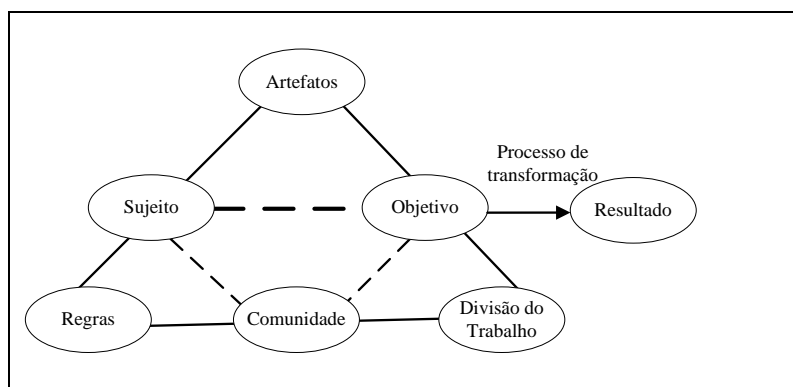 Artefatos
Processo de
transformação
Sujeito
Objetivo
Resultado
Regras
Comunidade
Divisão do
Trabalho